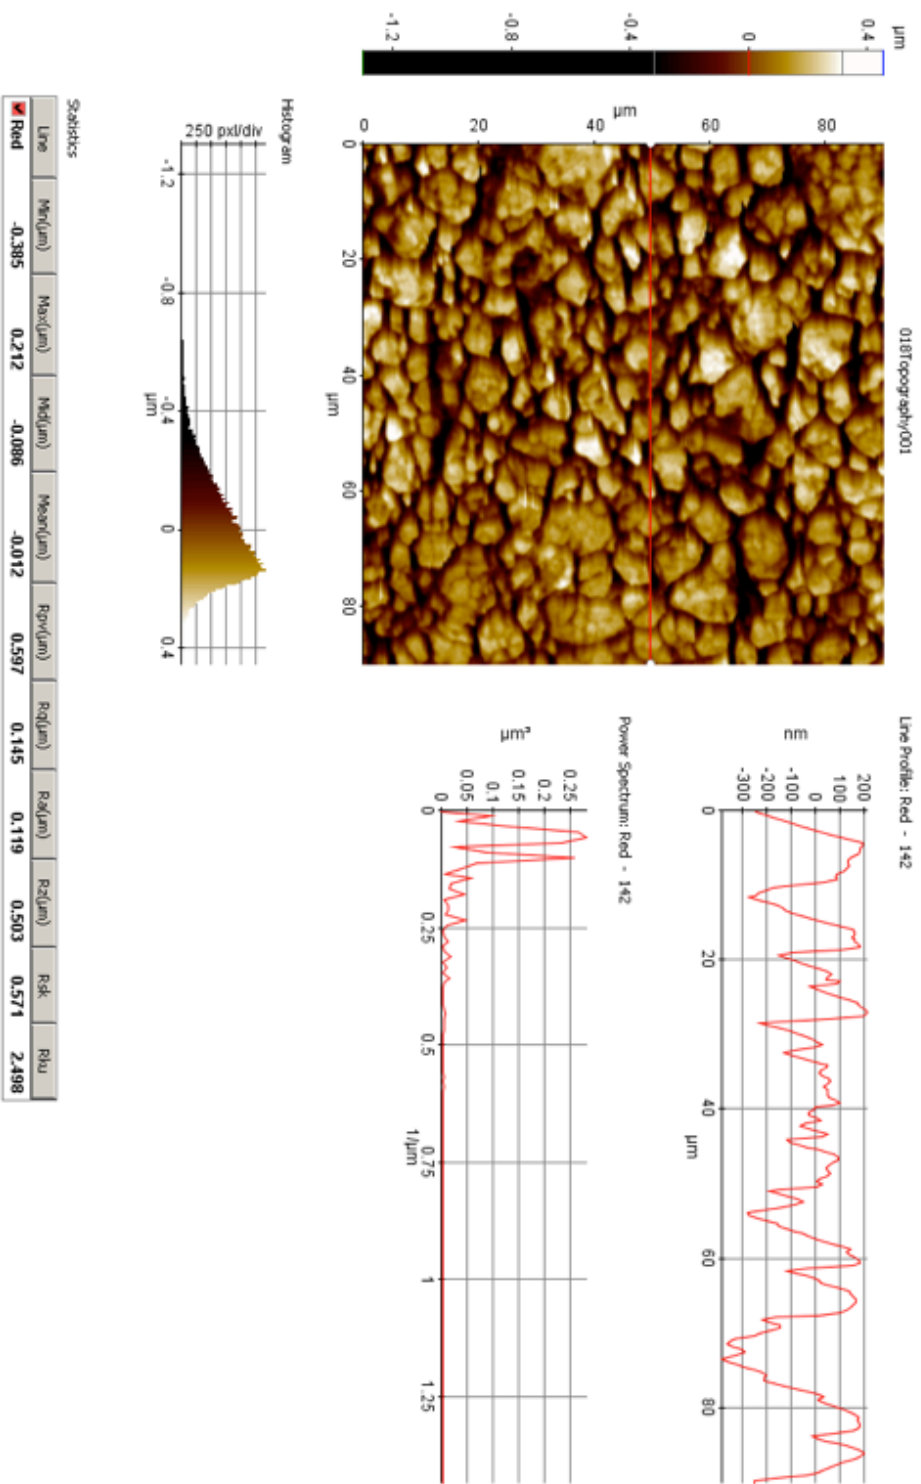 018Topography001
µm
0.4
0
-0.4
-0.8
-1.2
µm
80
60
40
20
0
0
20
40
60
80
µm
Line Profile: Red - 142
nm
200
100
0
-100
-200
-300
0
20
40
60
80
µm
Power Spectrum: Red - 142
µm²
0.25
0.2
0.15
0.1
0.05
0
0
0.25
0.5
0.75
1
1.25
1/µm
Histogram
250 pxl/div
-1.2
-0.8
-0.4
0
0.4
µm
Statistics
Line Min(µm) Max(µm) Mid(µm) Mean(µm) Rpv(µm) Rq(µm) Ra(µm) Rz(µm) Rsk Rku
Red -0.385 0.212 -0.086 -0.012 0.597 0.145 0.119 0.503 0.571 2.498